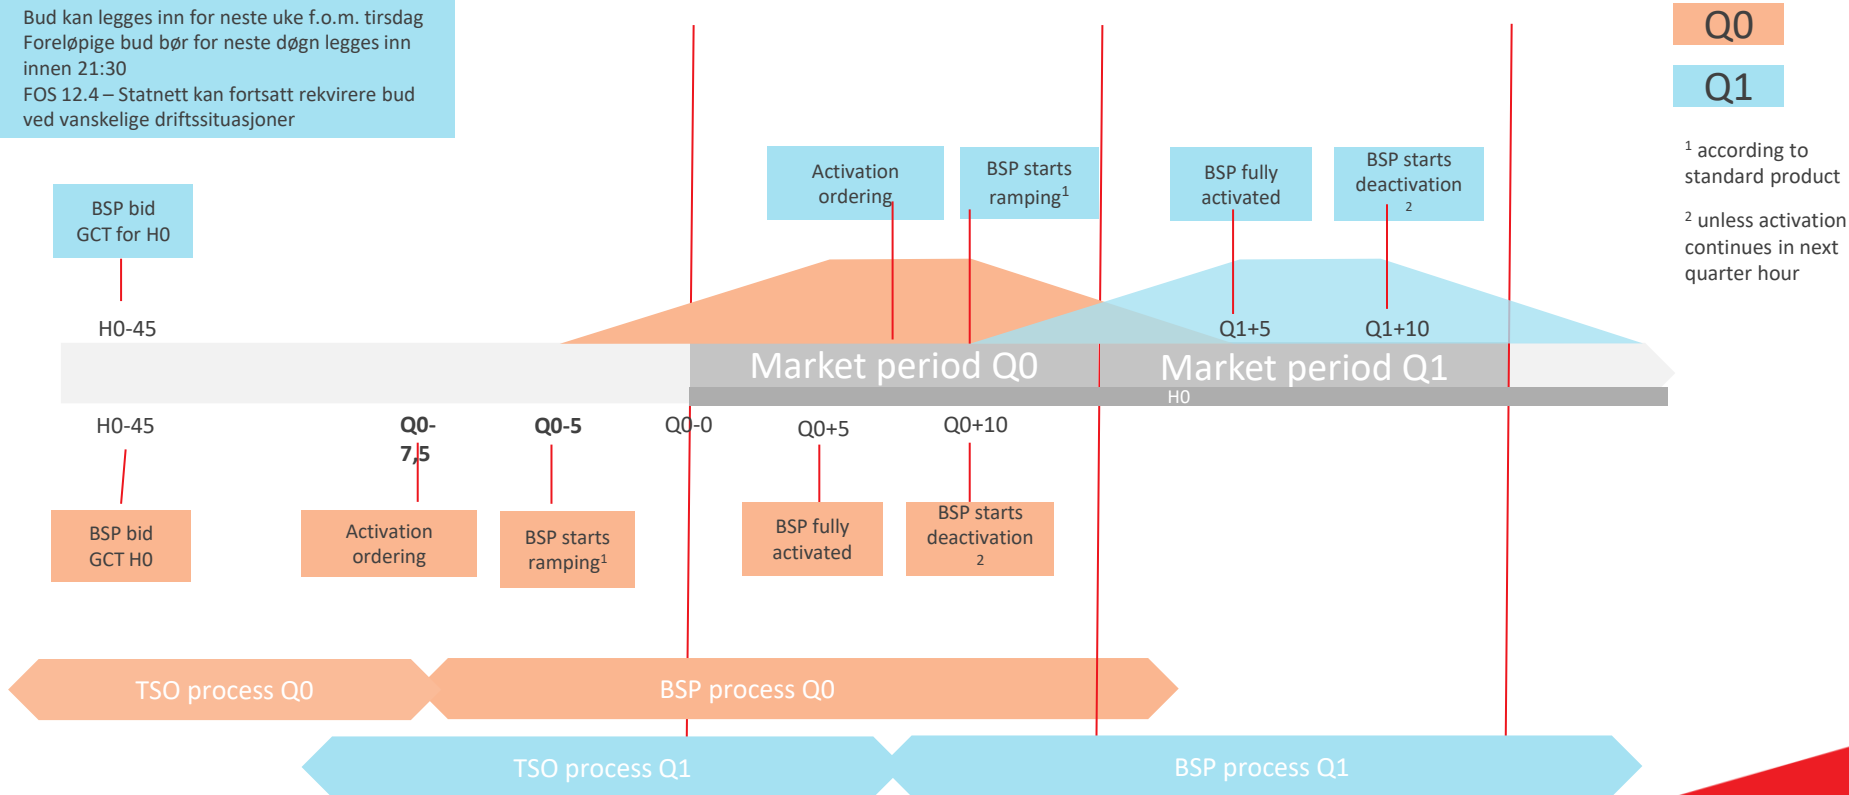 Bud kan legges inn for neste uke f.o.m. tirsdag
Foreløpige bud bør for neste døgn legges inn
innen 21:30
FOS 12.4 – Statnett kan fortsatt rekvirere bud
ved vanskelige driftssituasjoner
Q0
Q1
1 according to
standard product
2 unless activation
continues in next
quarter hour
BSP bid
GCT for H0
Activation
ordering
BSP starts
ramping1
BSP fully
activated
BSP starts
deactivation
2
H0-45
Q1+5
Q1+10
Market period Q0
Market period Q1
H0
H0-45
Q0-
7,5
Q0-5
Q0-0
Q0+5
Q0+10
BSP bid
GCT H0
Activation
ordering
BSP starts
ramping1
BSP fully
activated
BSP starts
deactivation
2
TSO process Q0
BSP process Q0
TSO process Q1
BSP process Q1